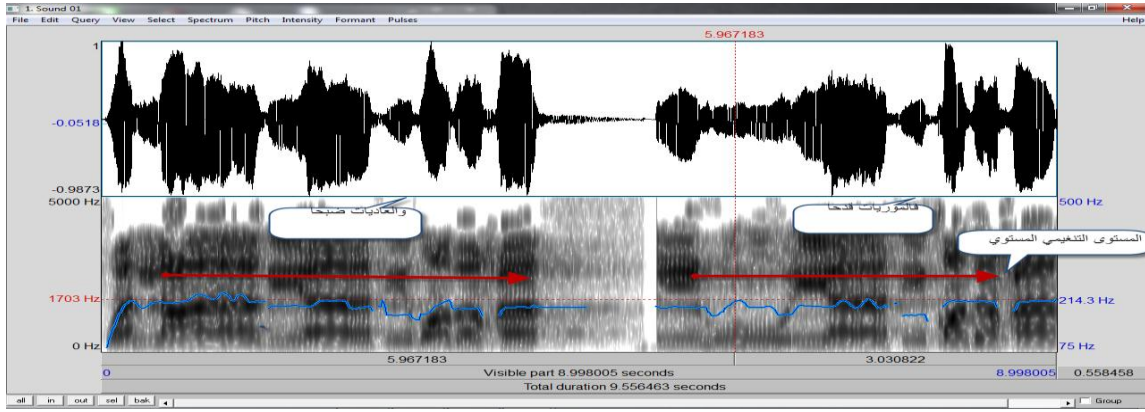 1. Sound 01
File Edit Query View Select Spectrum Pitch Intensity Formant Pulses Help
5.967183
1
-0.0518
-0.9873
5000 Hz 500 Hz
والعاديات ضبحا
فالموريات قدحا
المستوى التنغيمي المستوي
1703 Hz 214.3 Hz
0 Hz 75 Hz
5.967183 3.030822
0 Visible part 8.998005 seconds 8.998005 0.558458
Total duration 9.556463 seconds
all in out sel bak Group